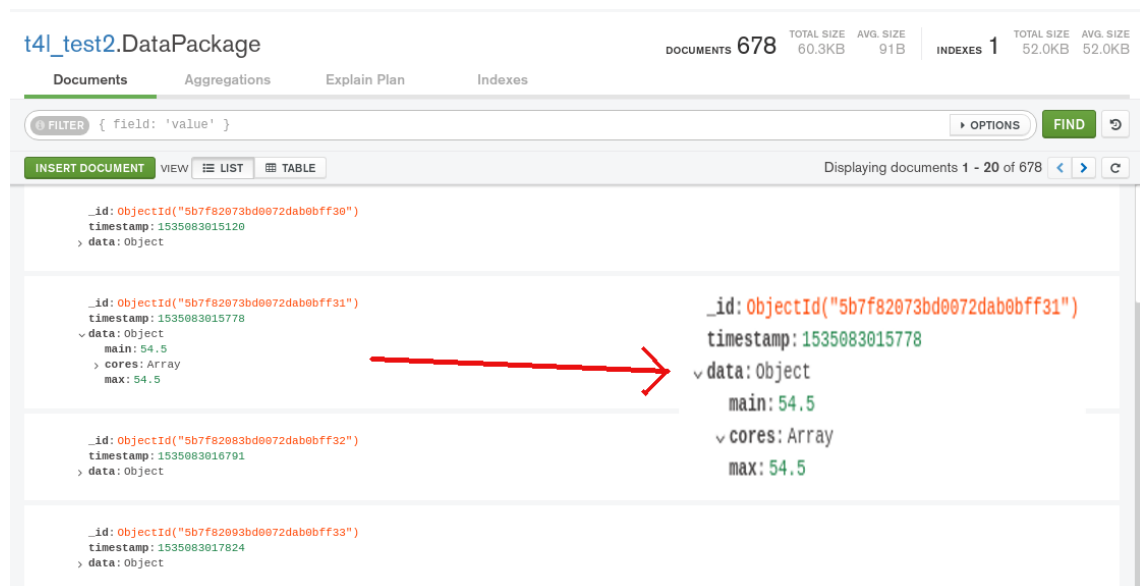 t4l_test2.DataPackage
DOCUMENTS 678 TOTAL SIZE 60.3KB AVG. SIZE 91B INDEXES 1 TOTAL SIZE 52.0KB AVG. SIZE 52.0KB
Documents Aggregations Explain Plan Indexes
FILTER { field: 'value' } OPTIONS FIND
INSERT DOCUMENT VIEW LIST TABLE Displaying documents 1 - 20 of 678
_id: ObjectId("5b7f82073bd0072dab0bff30")
timestamp: 1535083015120
data: Object
_id: ObjectId("5b7f82073bd0072dab0bff31")
timestamp: 1535083015778
data: Object
main: 54.5
cores: Array
max: 54.5
_id: ObjectId("5b7f82073bd0072dab0bff31")
timestamp: 1535083015778
data: Object
main: 54.5
cores: Array
max: 54.5
_id: ObjectId("5b7f82083bd0072dab0bff32")
timestamp: 1535083016791
data: Object
_id: ObjectId("5b7f82093bd0072dab0bff33")
timestamp: 1535083017824
data: Object